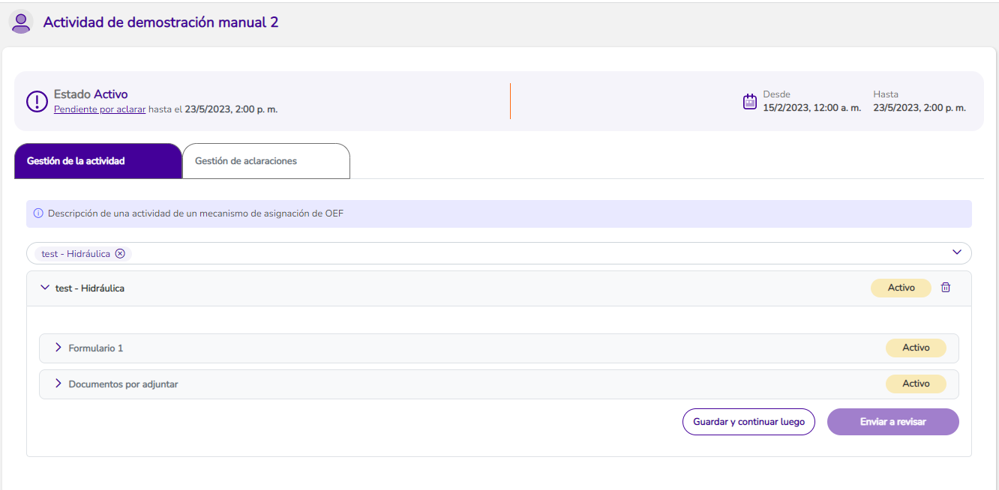 Actividad de demostración manual 2
Estado Activo
Pendiente por aclarar hasta el 23/5/2023, 2:00 p. m.
Desde
15/2/2023, 12:00 a. m.
Hasta
23/5/2023, 2:00 p. m.
Gestión de la actividad
Gestión de aclaraciones
Descripción de una actividad de un mecanismo de asignación de OEF
test - Hidráulica
test - Hidráulica
Activo
Formulario 1
Activo
Documentos por adjuntar
Activo
Guardar y continuar luego
Enviar a revisar